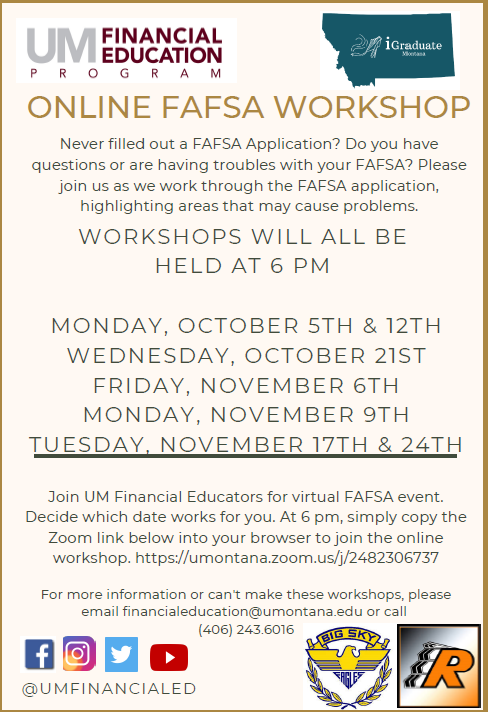 UM FINANCIAL
EDUCATION
PROGRAM
iGraduate
Montana
ONLINE FAFSA WORKSHOP
Never filled out a FAFSA Application? Do you have
questions or are having troubles with your FAFSA? Please
join us as we work through the FAFSA application,
highlighting areas that may cause problems.
WORKSHOPS WILL ALL BE
HELD AT 6 PM
MONDAY, OCTOBER 5TH & 12TH
WEDNESDAY, OCTOBER 21ST
FRIDAY, NOVEMBER 6TH
MONDAY, NOVEMBER 9TH
TUESDAY, NOVEMBER 17TH & 24TH
Join UM Financial Educators for virtual FAFSA event.
Decide which date works for you. At 6 pm, simply copy the
Zoom link below into your browser to join the online
workshop. https://umontana.zoom.us/j/2482306737
For more information or can't make these workshops, please
email financialeducation@umontana.edu or call
(406) 243.6016
@UMFINANCIALED
BIG SKY
EAGLES
R